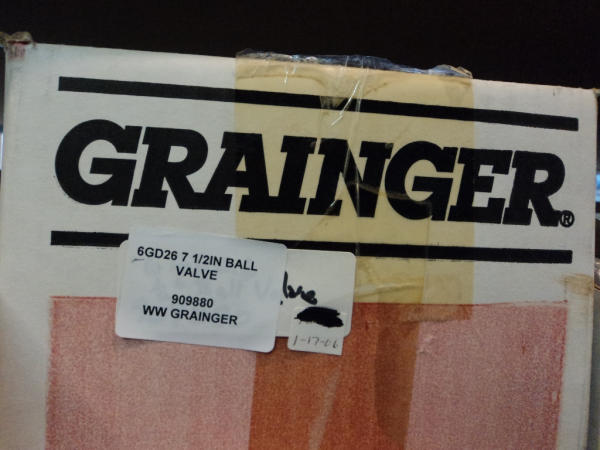 GRAINGER®
6GD26 7 1/2IN BALL
VALVE
909880
WW GRAINGER
1-17-06